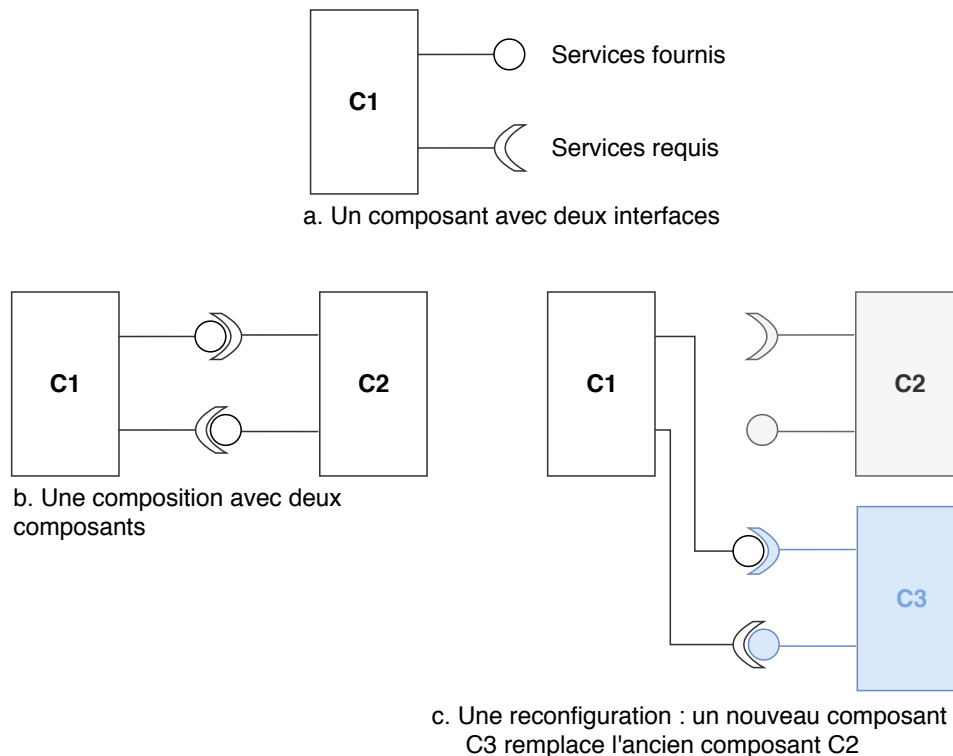 C1
Services fournis
Services requis
a. Un composant avec deux interfaces
C1
C2
b. Une composition avec deux
composants
C1
C2
C3
c. Une reconfiguration : un nouveau composant
C3 remplace l'ancien composant C2